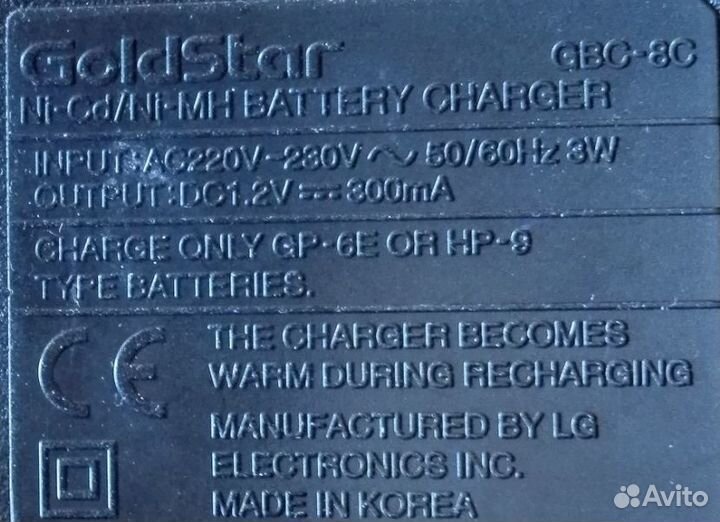 GoldStar GBC-8C
Ni-Cd/Ni-MH BATTERY CHARGER
INPUT:AC220V~230V ∿ 50/60Hz 3W
OUTPUT:DC1.2V ⎓ 300mA
CHARGE ONLY GP-6E OR HP-9
TYPE BATTERIES.
CE
THE CHARGER BECOMES
WARM DURING RECHARGING
MANUFACTURED BY LG
ELECTRONICS INC.
MADE IN KOREA
Avito